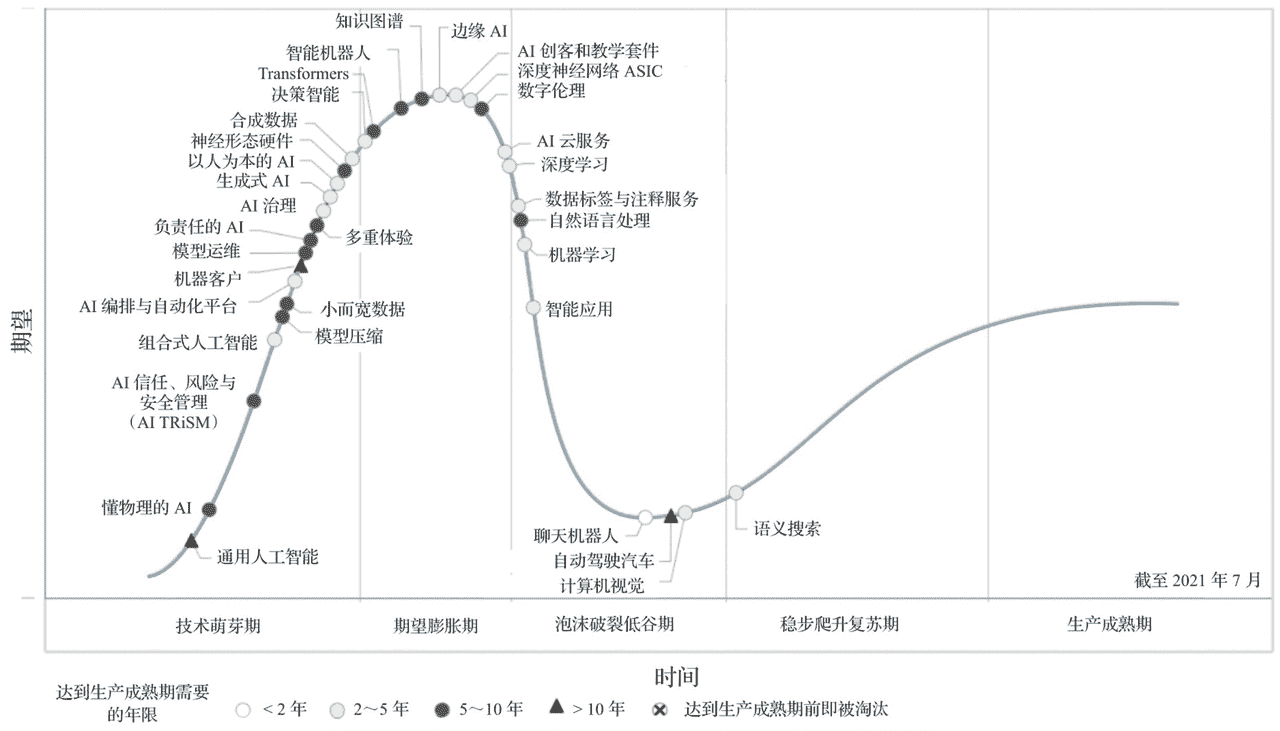 知识图谱
边缘 AI
智能机器人
AI 创客和教学套件
Transformers
深度神经网络 ASIC
决策智能
数字伦理
合成数据
神经形态硬件
AI 云服务
以人为本的 AI
深度学习
生成式 AI
AI 治理
数据标签与注释服务
负责任的 AI
自然语言处理
多重体验
模型运维
机器学习
机器客户
AI 编排与自动化平台
小而宽数据
智能应用
组合式人工智能
模型压缩
AI 信任、风险与
安全管理
（AI TRiSM）
期望
懂物理的 AI
聊天机器人
语义搜索
通用人工智能
自动驾驶汽车
计算机视觉
截至 2021 年 7 月
技术萌芽期
期望膨胀期
泡沫破裂低谷期
稳步爬升复苏期
生产成熟期
时间
达到生产成熟期需要
的年限
< 2 年
2～5 年
5～10 年
> 10 年
达到生产成熟期前即被淘汰